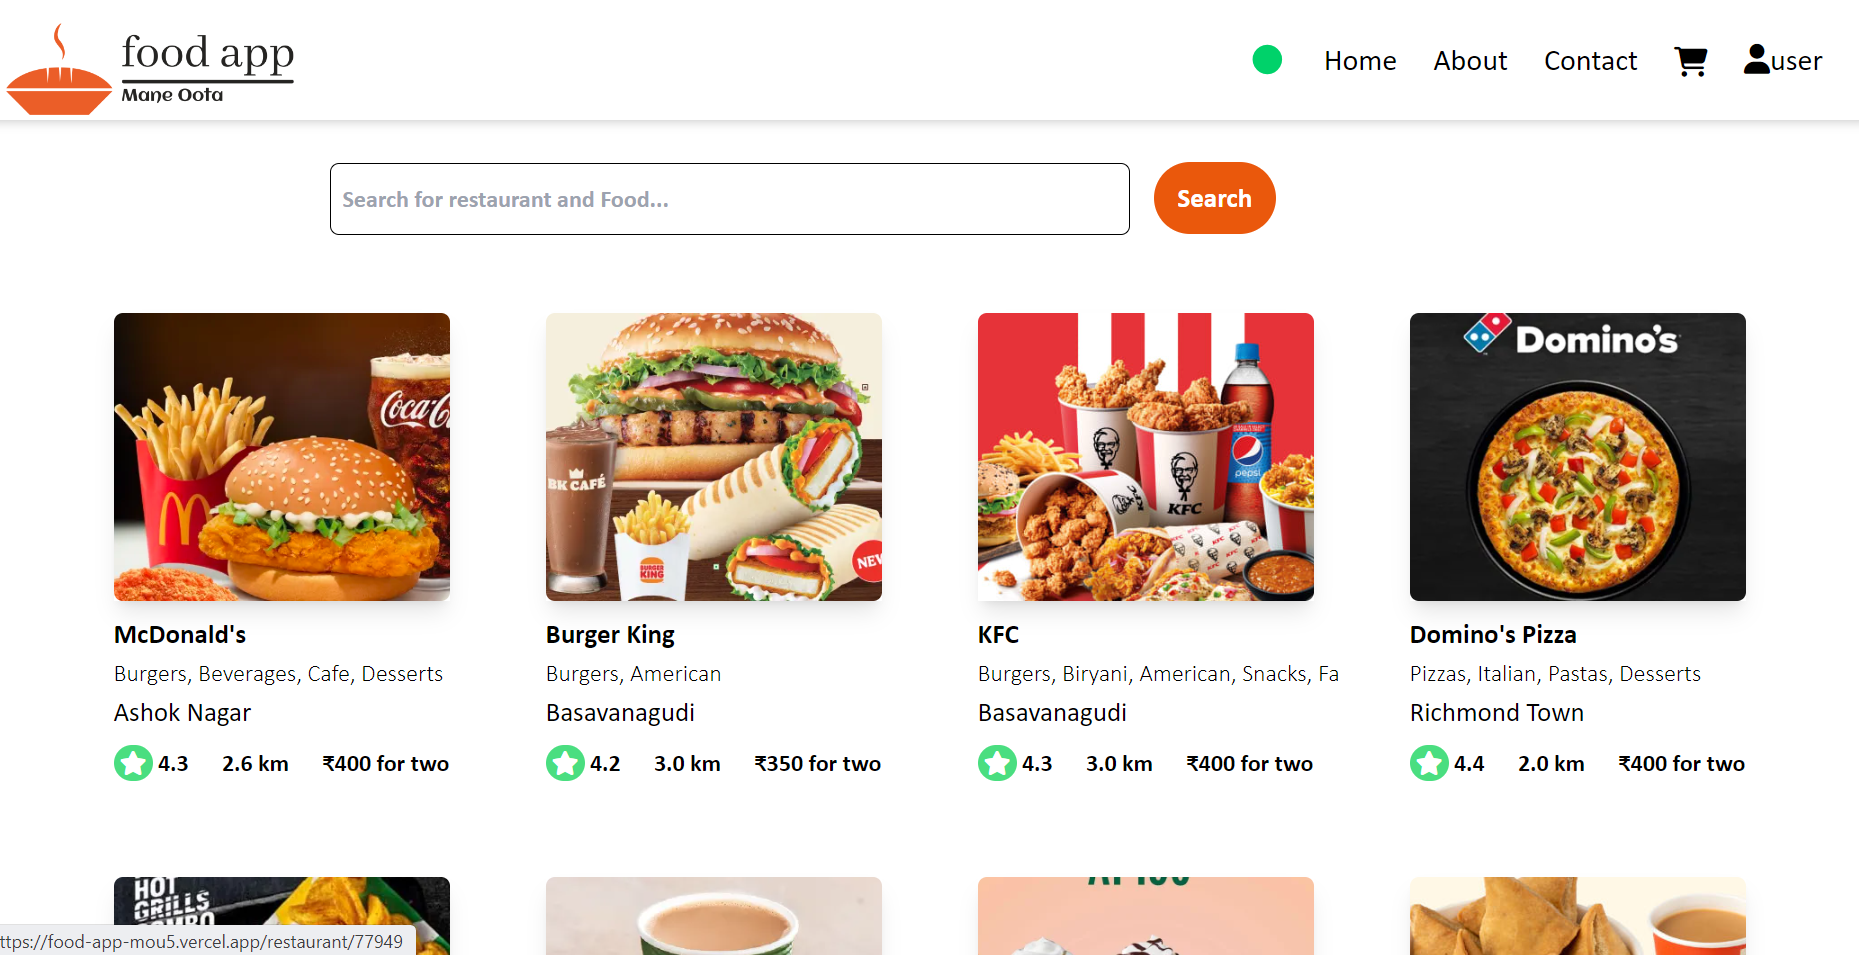 food app
Mane Oota
Home About Contact user
Search for restaurant and Food...
Search
Coca-C
BK CAFÉ
BURGER KING
NEW
KFC
pepsi
Domino's
McDonald's
Burgers, Beverages, Cafe, Desserts
Ashok Nagar
4.3 2.6 km ₹400 for two
Burger King
Burgers, American
Basavanagudi
4.2 3.0 km ₹350 for two
KFC
Burgers, Biryani, American, Snacks, Fa
Basavanagudi
4.3 3.0 km ₹400 for two
Domino's Pizza
Pizzas, Italian, Pastas, Desserts
Richmond Town
4.4 2.0 km ₹400 for two
HOT
GRILLS
COMBO
ttps://food-app-mou5.vercel.app/restaurant/77949